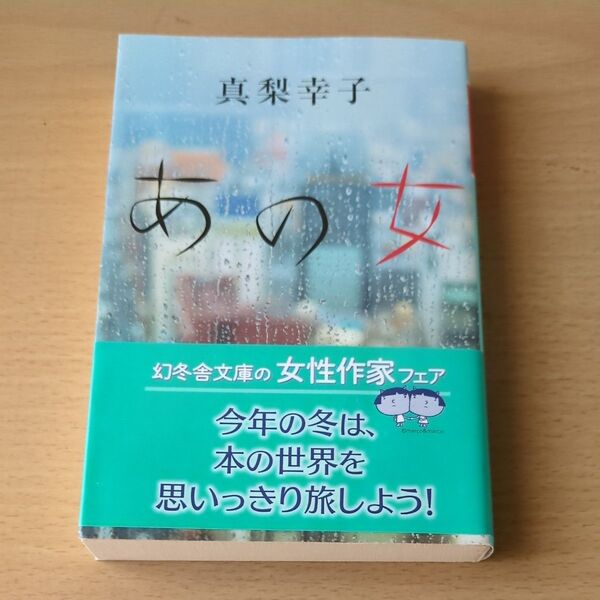 真梨幸子
あの女
幻冬舎文庫の女性作家フェア
今年の冬は、
本の世界を
思いっきり旅しよう!